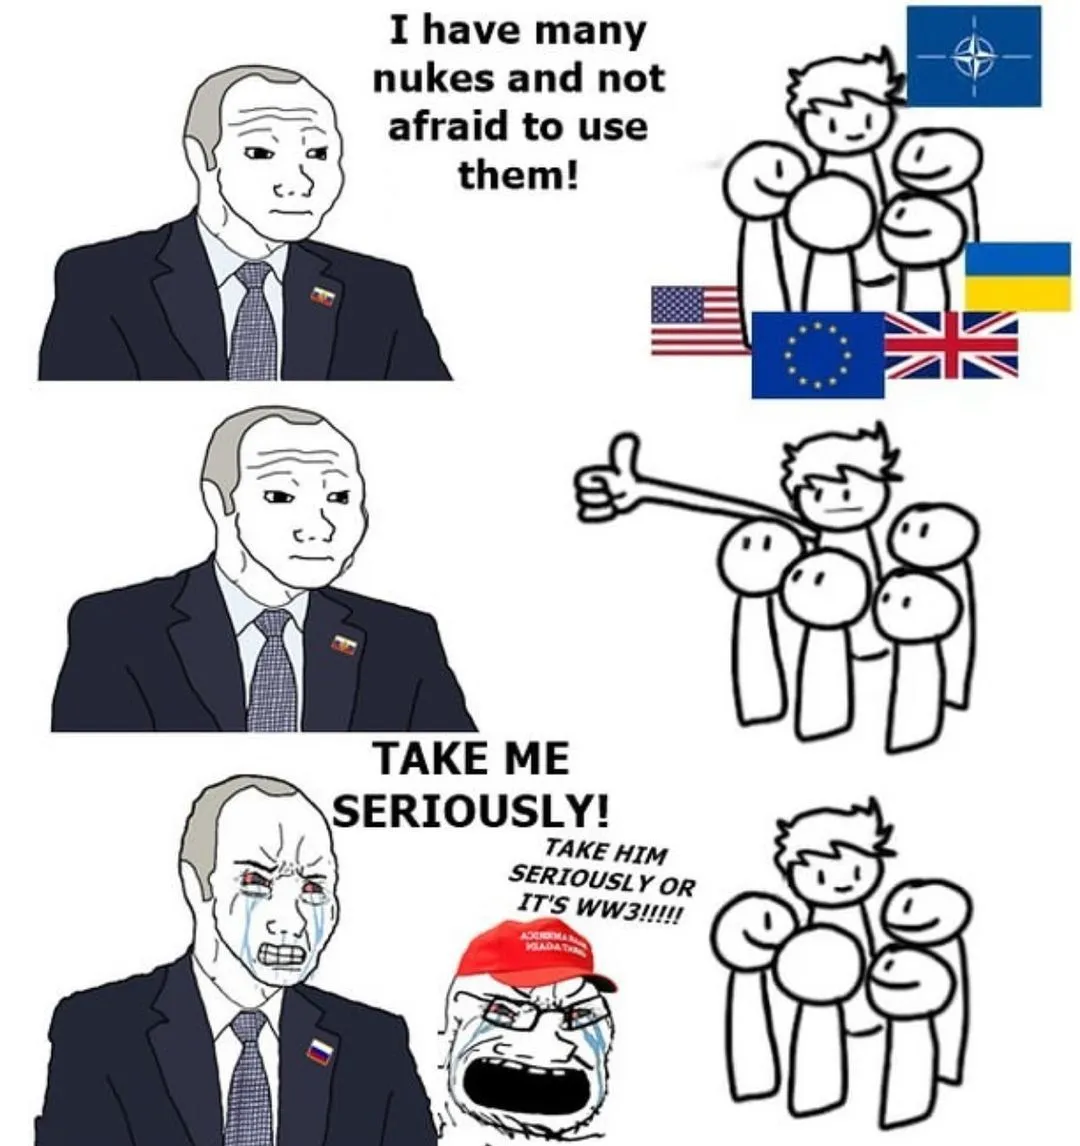 I have many
nukes and not
afraid to use
them!
TAKE ME
SERIOUSLY!
TAKE HIM
SERIOUSLY OR
IT'S WW3!!!!!